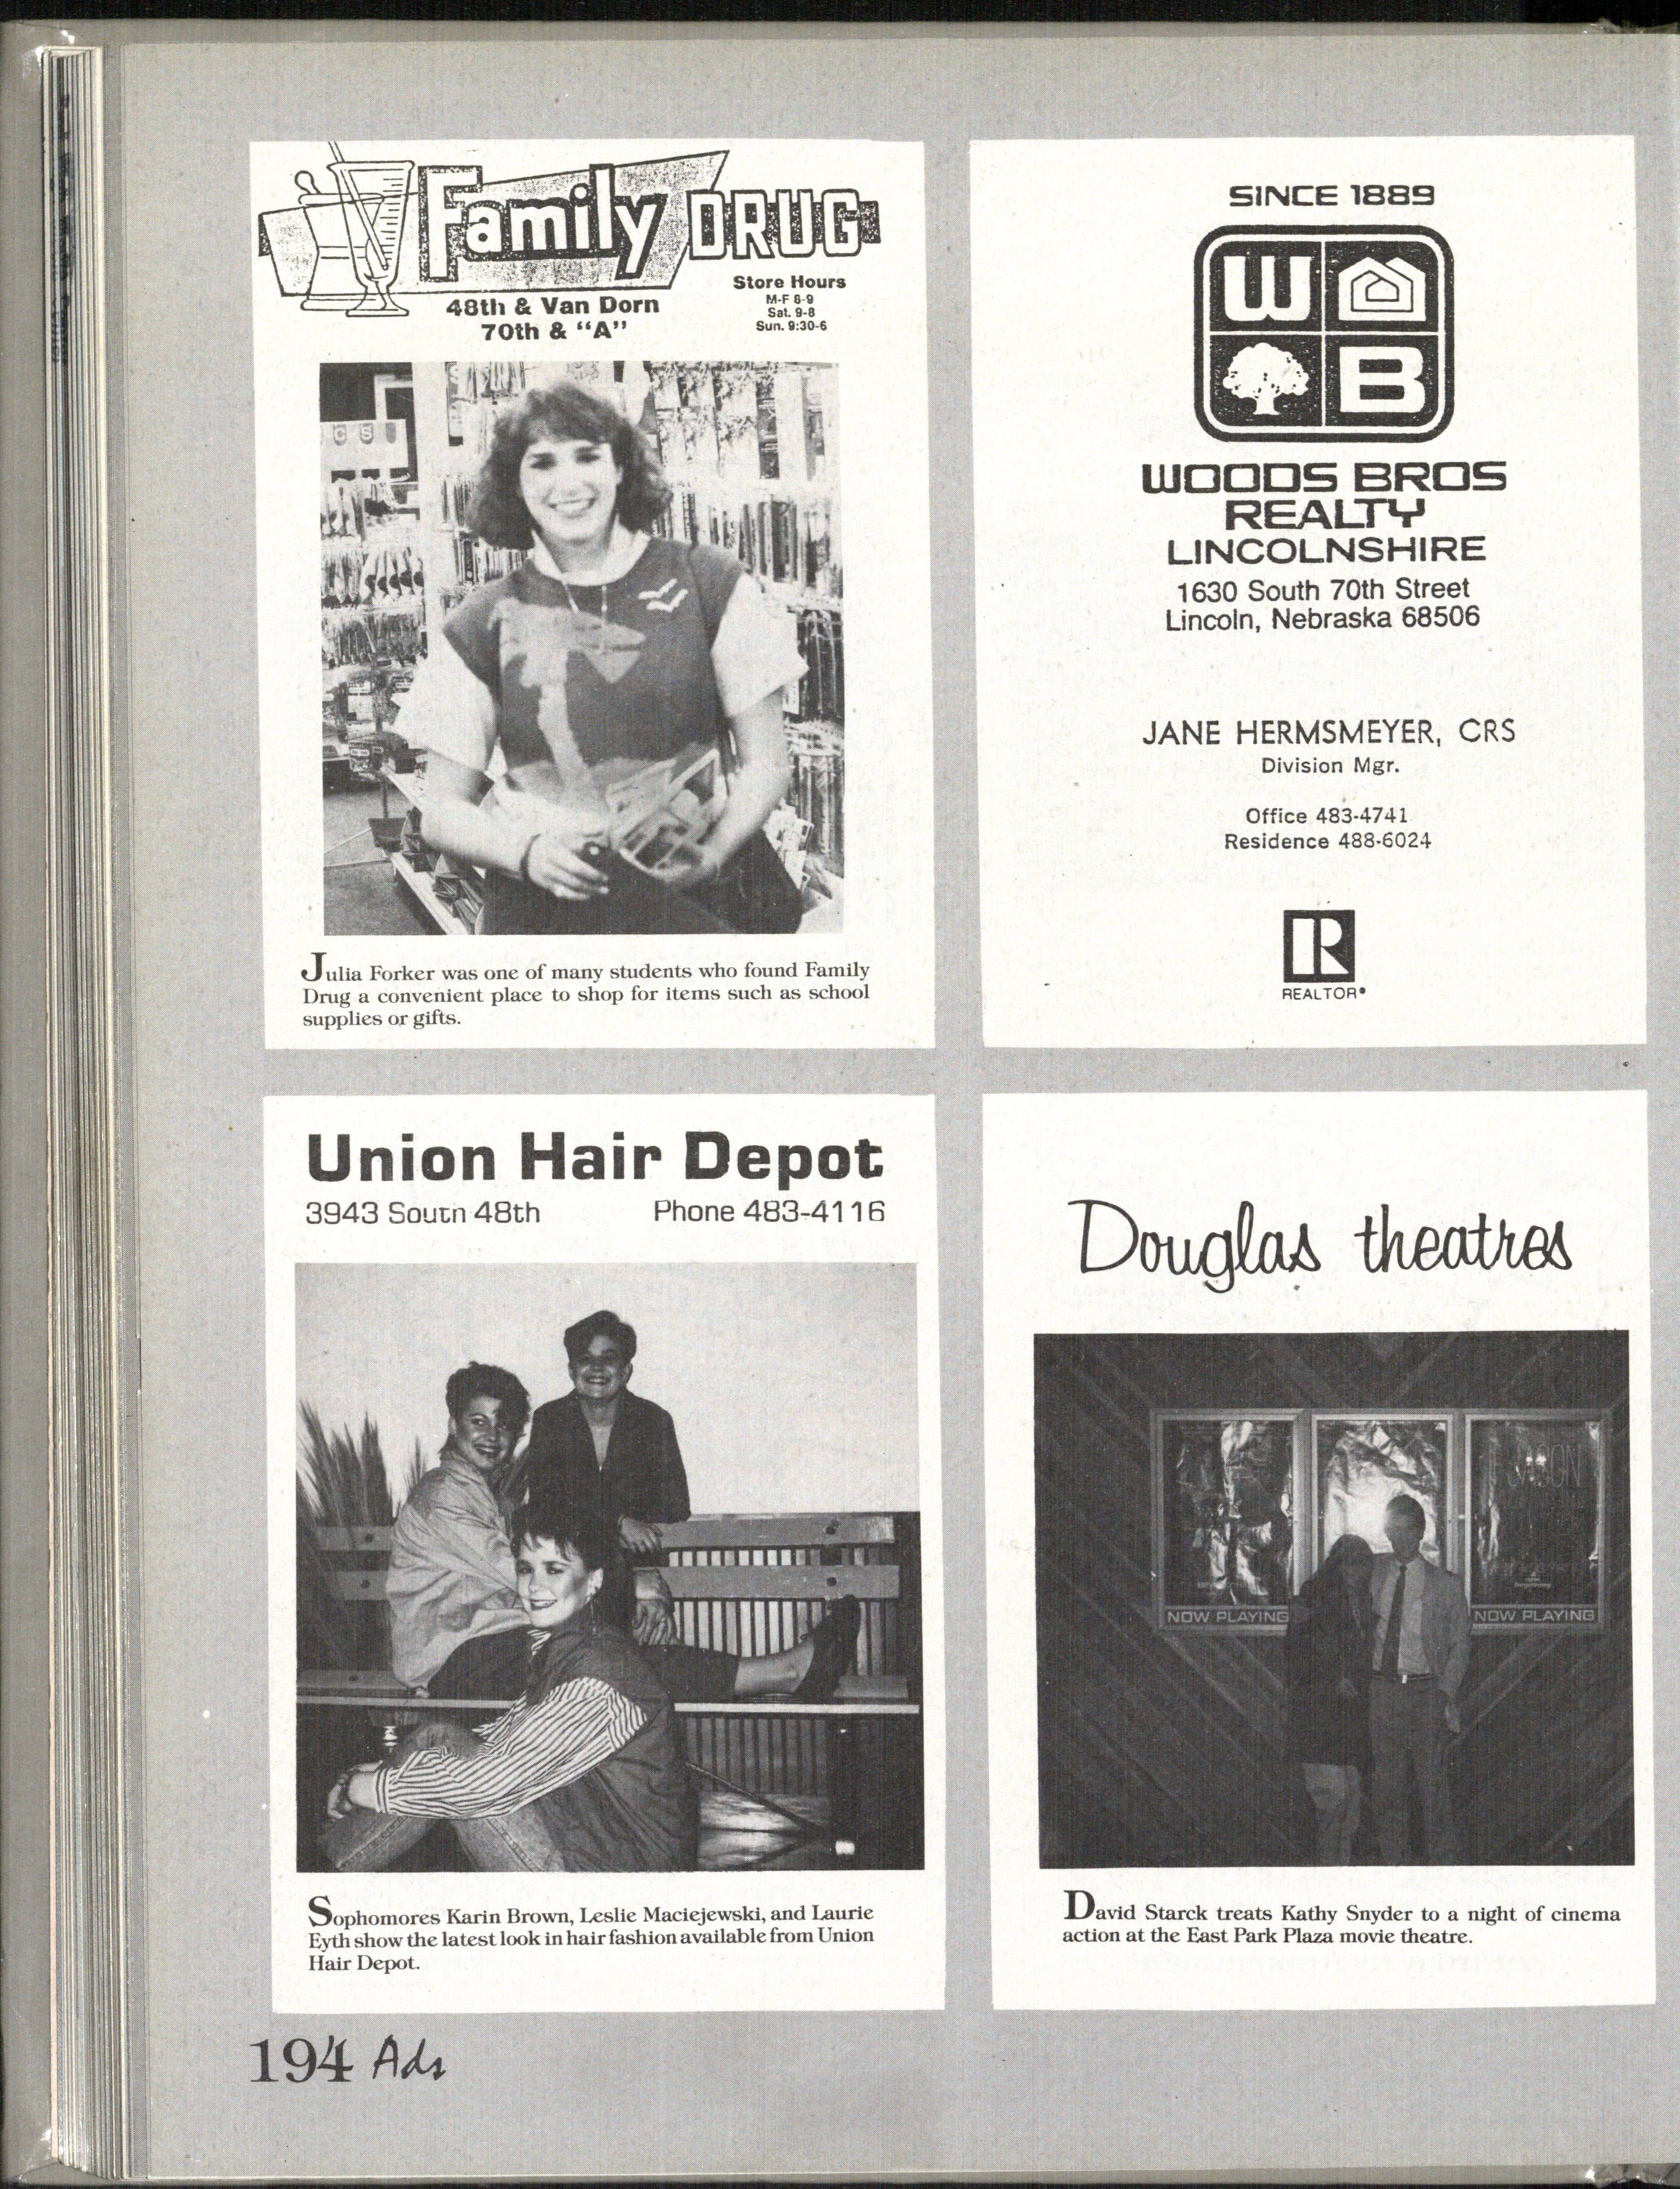 Family DRUG
48th & Van Dorn
70th & "A"
Store Hours
M-F 8-9
Sat. 9-8
Sun. 9:30-6
Julia Forker was one of many students who found Family
Drug a convenient place to shop for items such as school
supplies or gifts.
SINCE 1889
W
B
WOODS BROS
REALTY
LINCOLNSHIRE
1630 South 70th Street
Lincoln, Nebraska 68506
JANE HERMSMEYER, CRS
Division Mgr.
Office 483-4741
Residence 488-6024
R
REALTOR®
Union Hair Depot
3943 South 48th Phone 483-4116
Sophomores Karin Brown, Leslie Maciejewski, and Laurie
Eyth show the latest look in hair fashion available from Union
Hair Depot.
Douglas theatres
NOW PLAYING
NOW PLAYING
David Starck treats Kathy Snyder to a night of cinema
action at the East Park Plaza movie theatre.
194 Ads